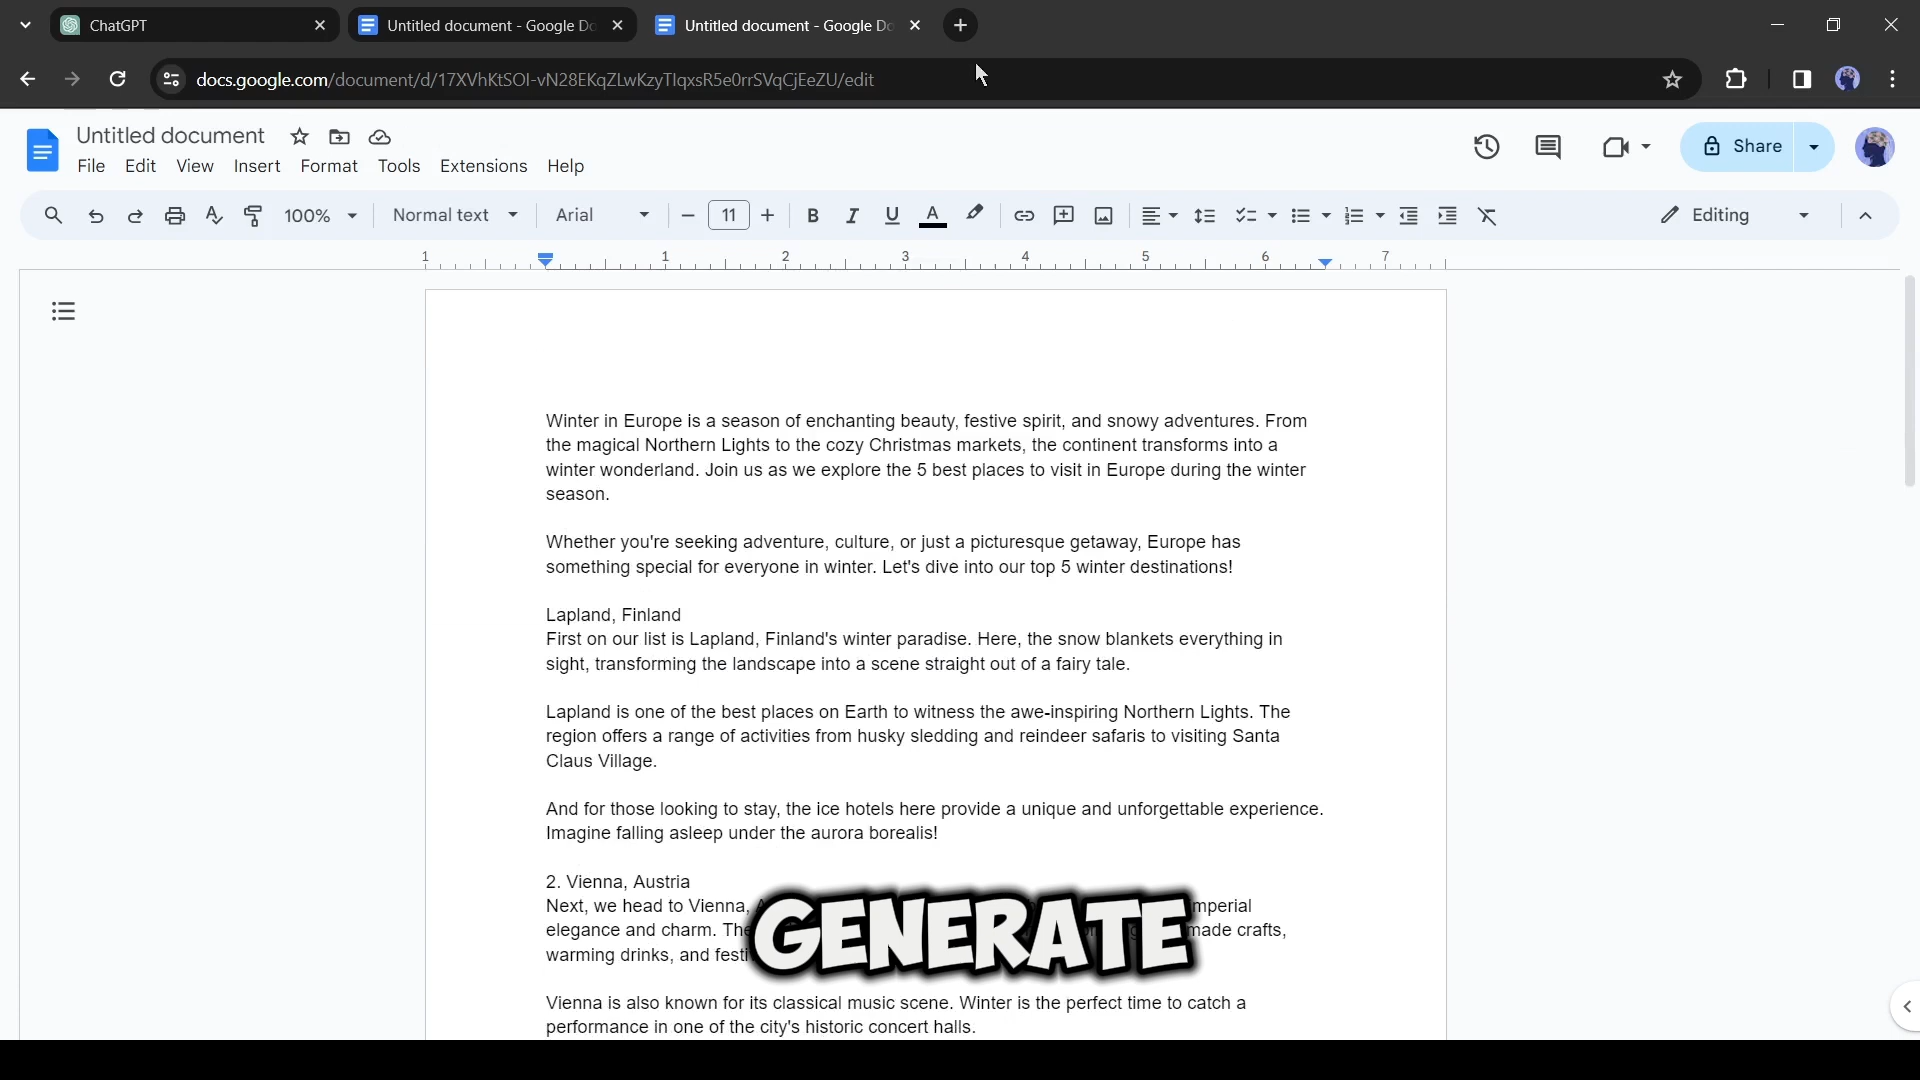 ChatGPT
Untitled document - Google Do
Untitled document - Google Do
docs.google.com/document/d/17XVhKtSOI-vN28EKqZLwKzyTIqxsR5e0rrSVqCjEeZU/edit
Untitled document
File Edit View Insert Format Tools Extensions Help
Share
100% Normal text Arial 11 Editing
1 1 2 3 4 5 6 7
Winter in Europe is a season of enchanting beauty, festive spirit, and snowy adventures. From
the magical Northern Lights to the cozy Christmas markets, the continent transforms into a
winter wonderland. Join us as we explore the 5 best places to visit in Europe during the winter
season.
Whether you're seeking adventure, culture, or just a picturesque getaway, Europe has
something special for everyone in winter. Let's dive into our top 5 winter destinations!
Lapland, Finland
First on our list is Lapland, Finland's winter paradise. Here, the snow blankets everything in
sight, transforming the landscape into a scene straight out of a fairy tale.
Lapland is one of the best places on Earth to witness the awe-inspiring Northern Lights. The
region offers a range of activities from husky sledding and reindeer safaris to visiting Santa
Claus Village.
And for those looking to stay, the ice hotels here provide a unique and unforgettable experience.
Imagine falling asleep under the aurora borealis!
2. Vienna, Austria
Next, we head to Vienna, mperial
elegance and charm. The made crafts,
warming drinks, and festi
GENERATE
Vienna is also known for its classical music scene. Winter is the perfect time to catch a
performance in one of the city's historic concert halls.